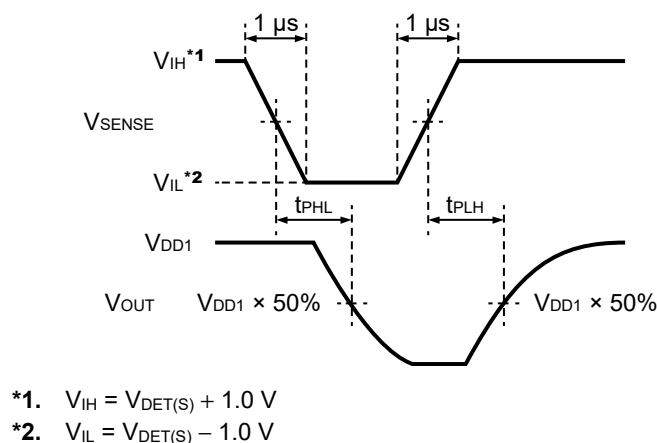 1 µs 1 µs
VIH*1
VSENSE
VIL*2
tPHL tPLH
VDD1
VOUT VDD1 × 50% VDD1 × 50%
*1. VIH = VDET(S) + 1.0 V
*2. VIL = VDET(S) − 1.0 V